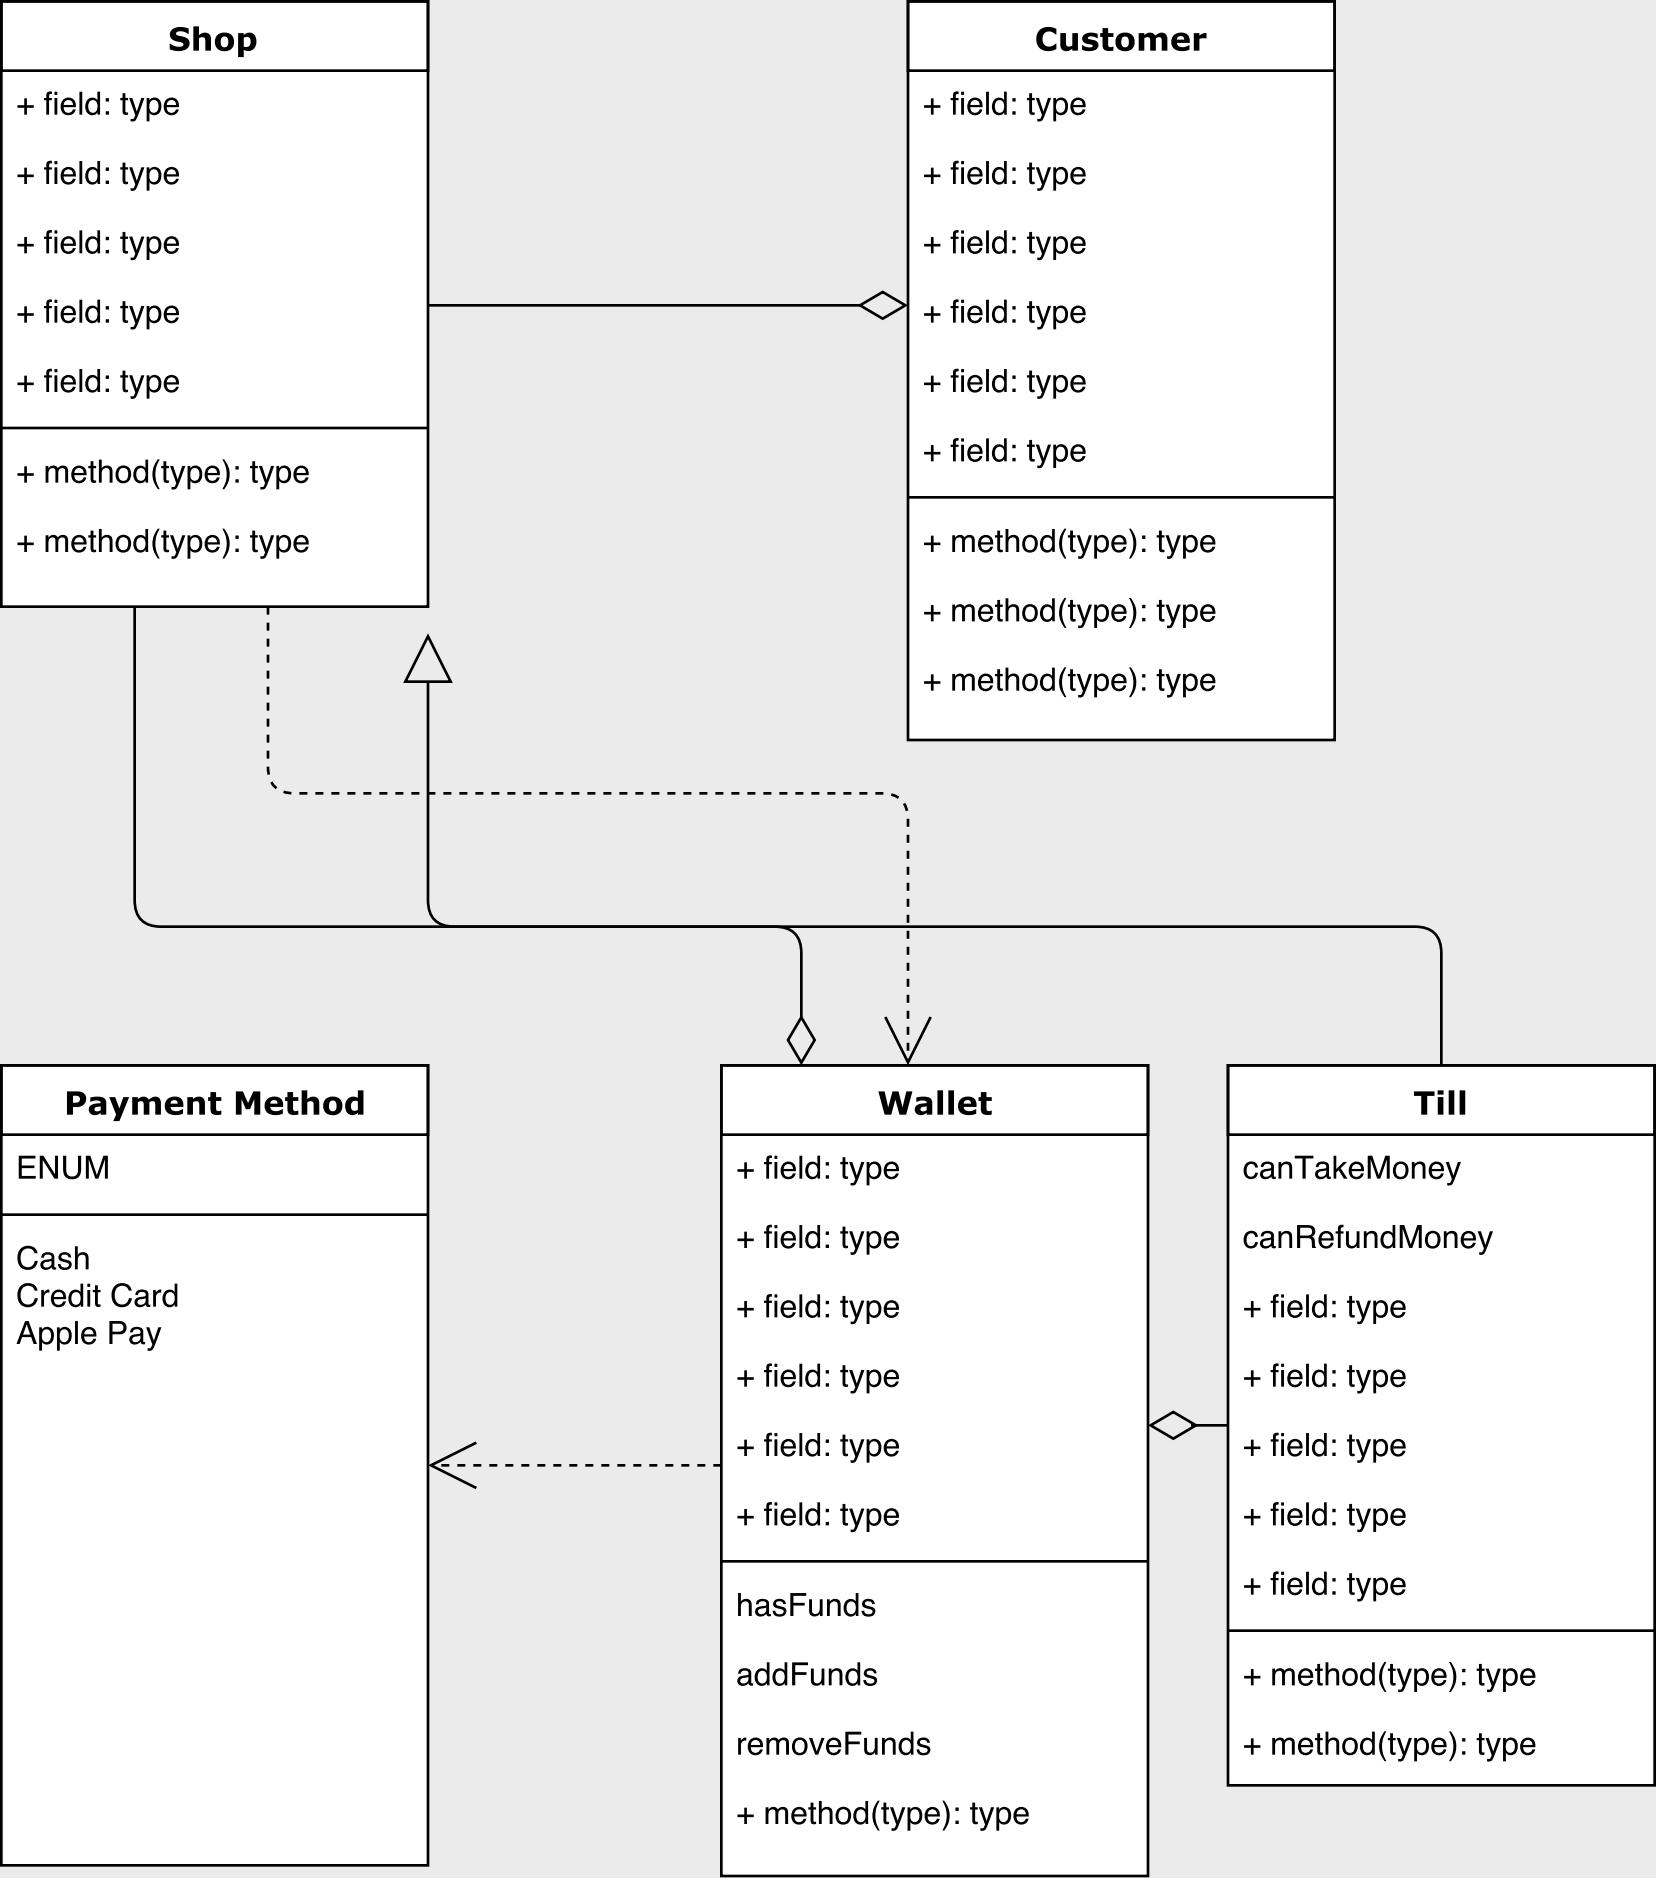 Shop
+ field: type
+ field: type
+ field: type
+ field: type
+ field: type
+ method(type): type
+ method(type): type
Customer
+ field: type
+ field: type
+ field: type
+ field: type
+ field: type
+ field: type
+ method(type): type
+ method(type): type
+ method(type): type
Payment Method
ENUM
Cash
Credit Card
Apple Pay
Wallet
+ field: type
+ field: type
+ field: type
+ field: type
+ field: type
+ field: type
hasFunds
addFunds
removeFunds
+ method(type): type
Till
canTakeMoney
canRefundMoney
+ field: type
+ field: type
+ field: type
+ field: type
+ field: type
+ method(type): type
+ method(type): type